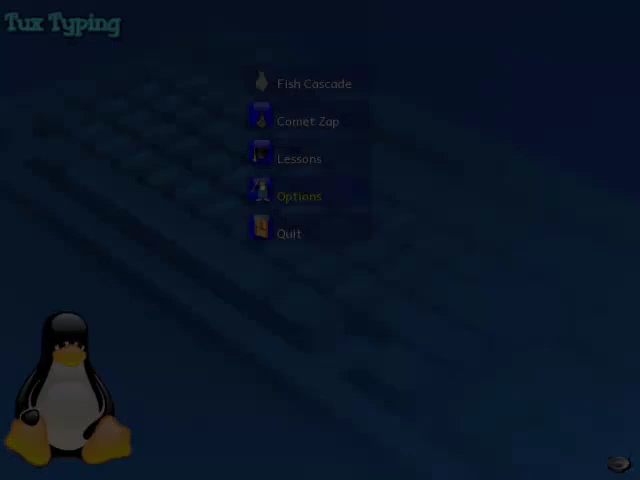 Tux Typing
Fish Cascade
Comet Zap
Lessons
Options
Quit